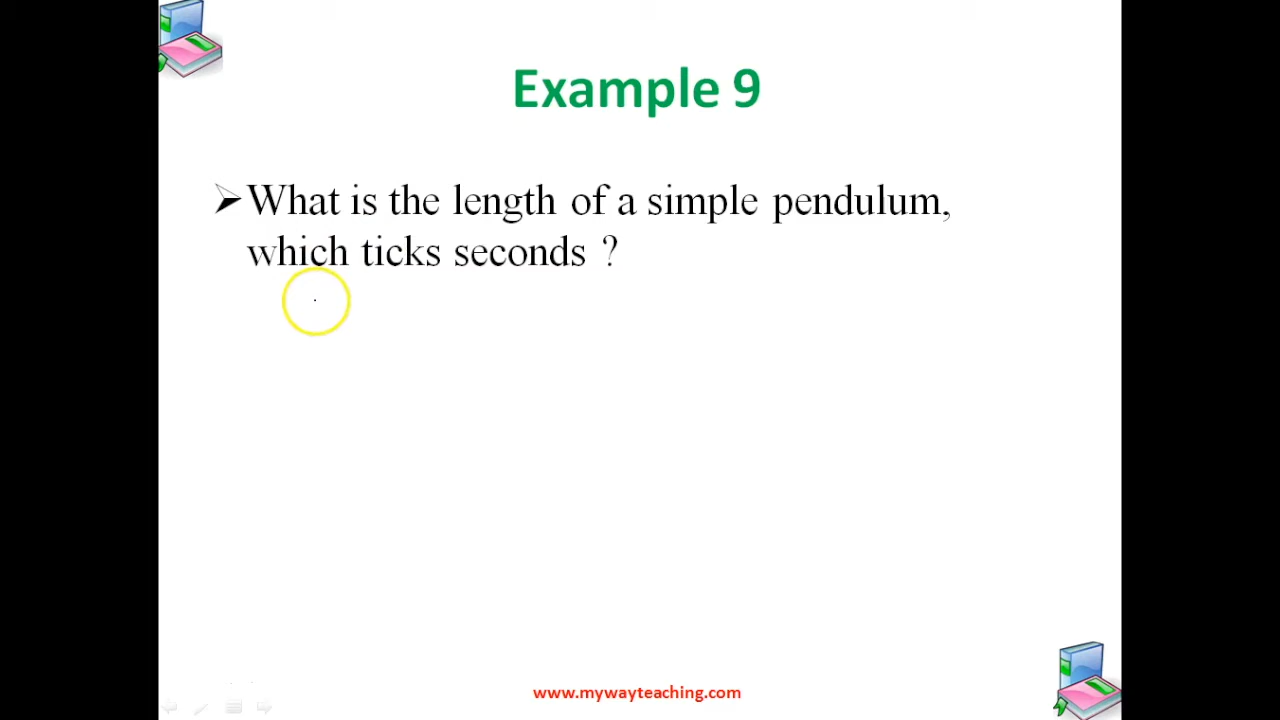 Example 9
What is the length of a simple pendulum,
which ticks seconds ?
www.mywayteaching.com